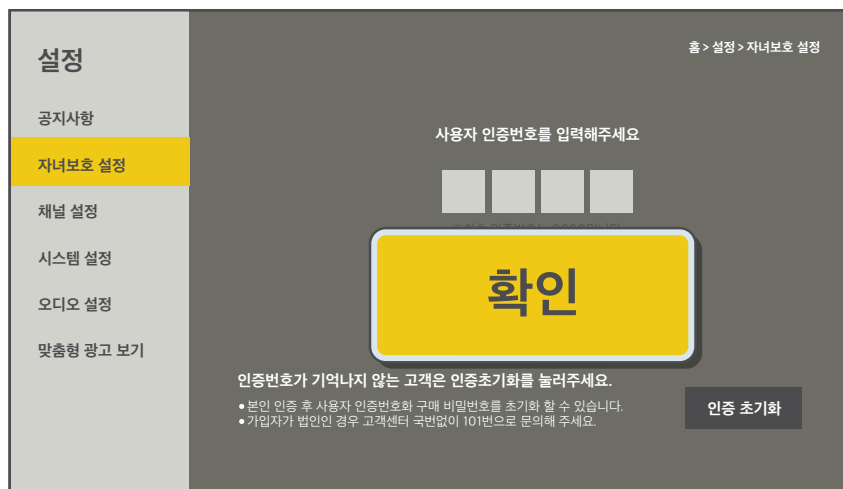 설정
홈 > 설정 > 자녀보호 설정
공지사항
자녀보호 설정
채널 설정
시스템 설정
오디오 설정
맞춤형 광고 보기
사용자 인증번호를 입력해주세요
확인
인증번호가 기억나지 않는 고객은 인증초기화를 눌러주세요.
•본인 인증 후 사용자 인증번호화 구매 비밀번호를 초기화 할 수 있습니다.
•가입자가 법인인 경우 고객센터 국번없이 101번으로 문의해 주세요.
인증 초기화